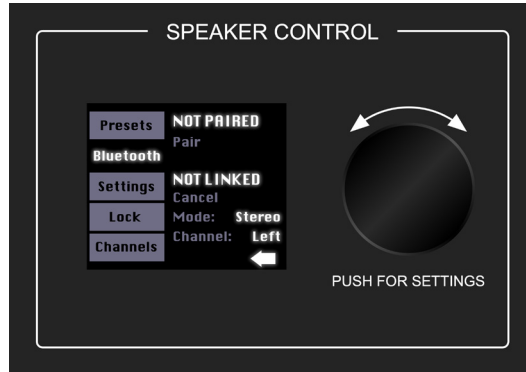 SPEAKER CONTROL
Presets
Bluetooth
Settings
Lock
Channels
NOT PAIRED
Pair
NOT LINKED
Cancel
Mode: Stereo
Channel: Left
PUSH FOR SETTINGS